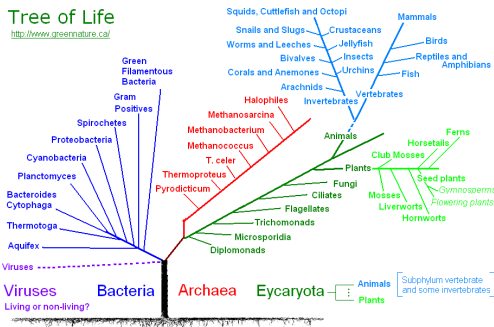 Tree of Life
http://www.greennature.ca/
Squids, Cuttlefish and Octopi
Snails and Slugs
Worms and Leeches
Bivalves
Corals and Anemones
Arachnids
Invertebrates
Crustaceans
Jellyfish
Insects
Urchins
Mammals
Birds
Reptiles and
Amphibians
Fish
Vertebrates
Green
Filamentous
Bacteria
Gram
Positives
Spirochetes
Proteobacteria
Cyanobacteria
Planctomyces
Bacteroides
Cytophaga
Thermotoga
Aquifex
Halophiles
Methanosarcina
Methanobacterium
Methanococcus
T. celer
Thermoproteus
Pyrodicticum
Animals
Plants
Fungi
Ciliates
Flagellates
Trichomonads
Microsporidia
Diplomonads
Ferns
Horsetails
Club Mosses
Seed plants
Gymnosperms
Flowering plants
Mosses
Liverworts
Hornworts
Viruses
Viruses
Living or non-living?
Bacteria
Archaea
Eycaryota
Animals
Plants
Subphylum vertebrate
and some invertebrates